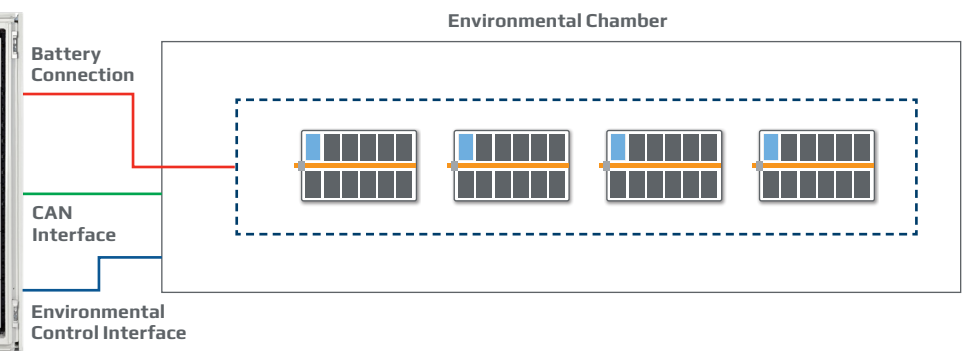 Environmental Chamber
Battery
Connection
CAN
Interface
Environmental
Control Interface